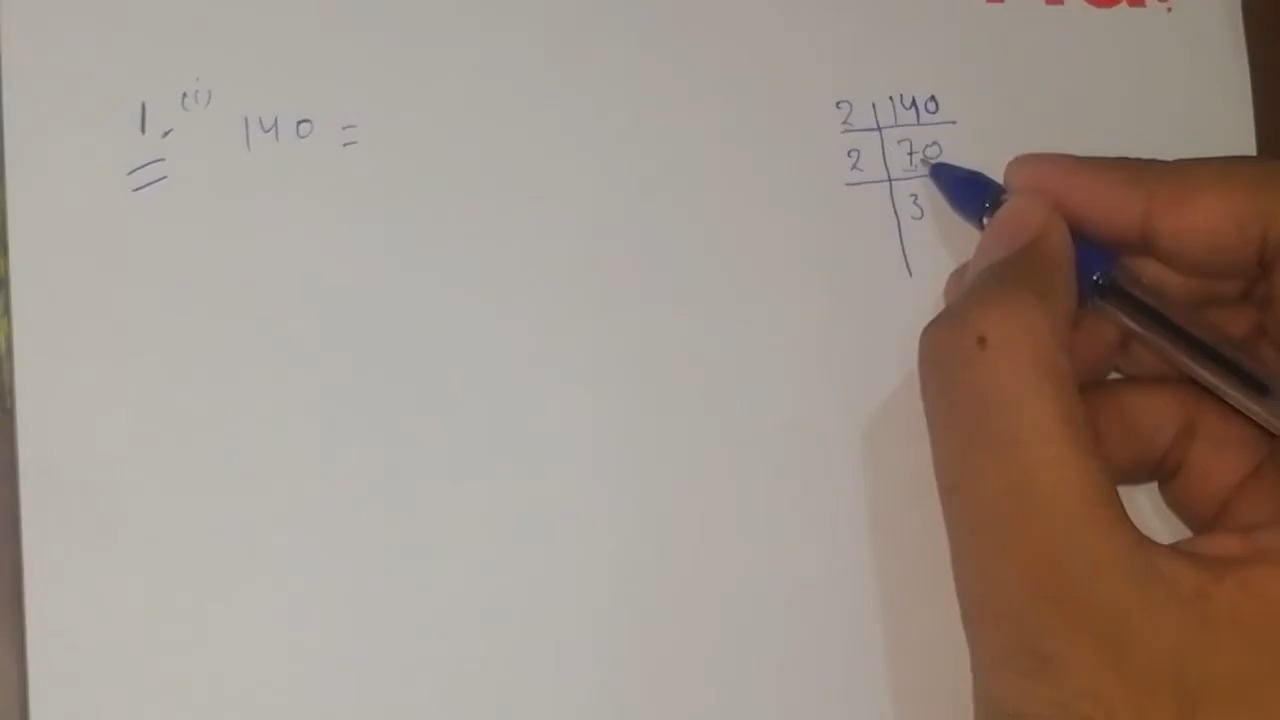 1. (i) 140 =
2 | 140
2 | 70
3